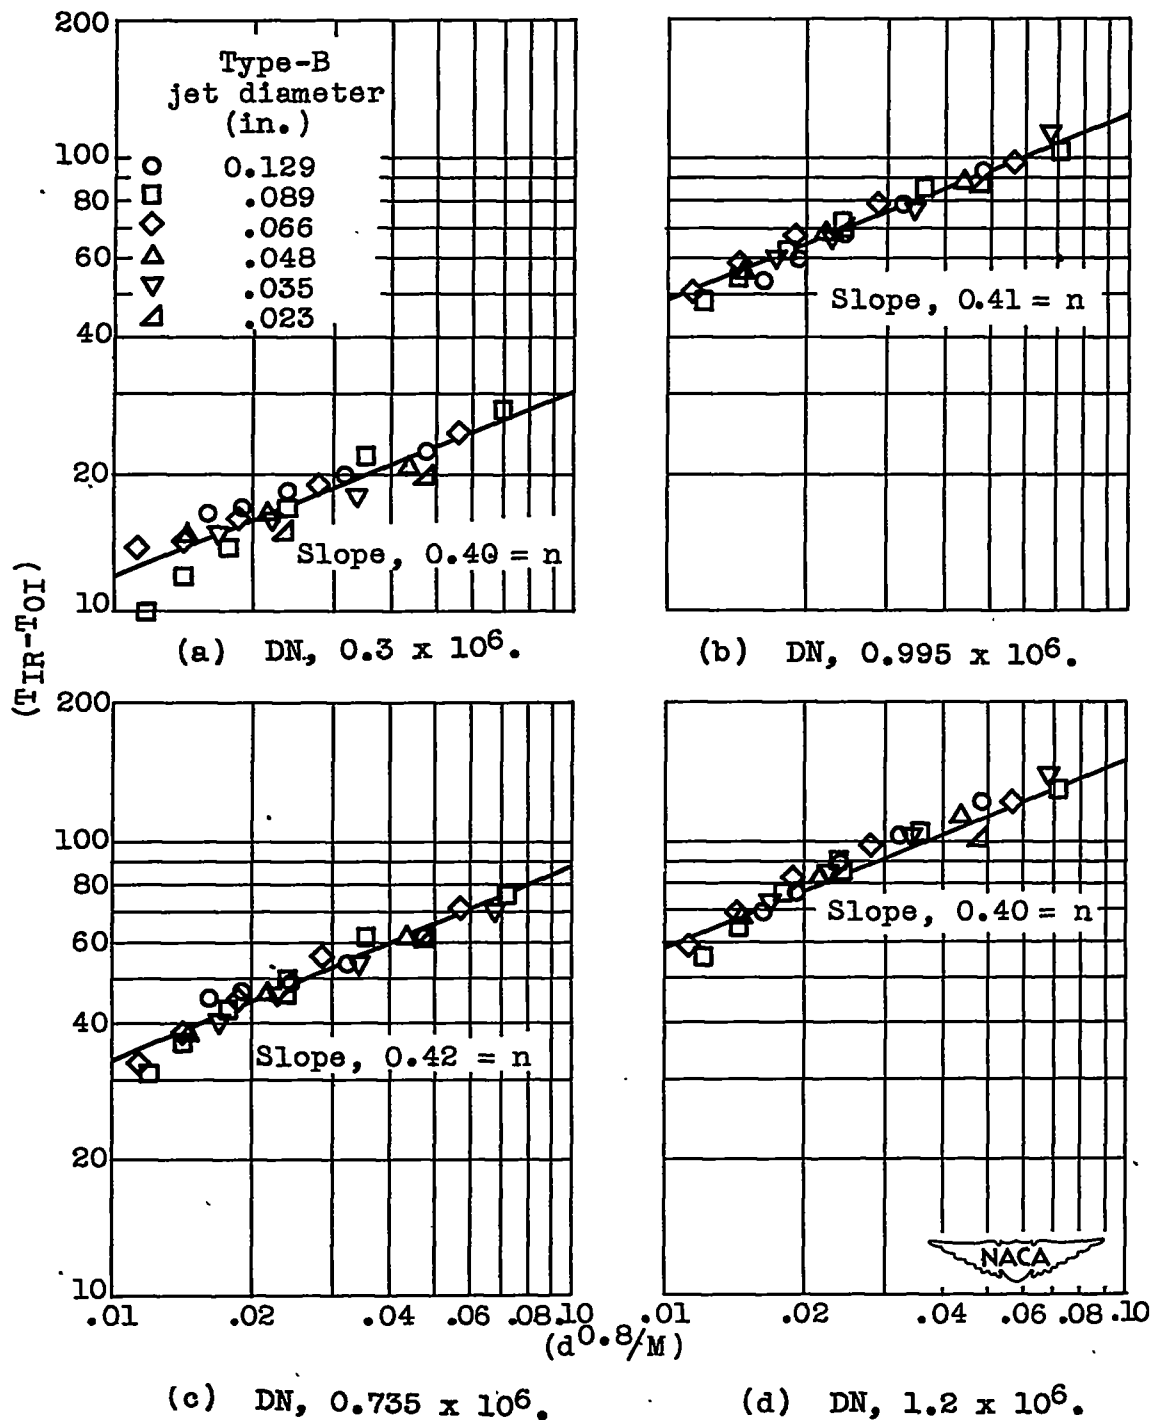 200
100
80
60
40
20
10
Type-B
jet diameter
(in.)
0.129
.089
.066
.048
.035
.023
Slope, 0.40 = n
(a) DN, 0.3 x 10⁶.
Slope, 0.41 = n
(b) DN, 0.995 x 10⁶.
(TIR-TOI)
200
100
80
60
40
20
10
Slope, 0.42 = n
.01 .02 .04 .06 .08 .10
Slope, 0.40 = n
NACA
.01 .02 .04 .06 .08 .10
(d0.8/M)
(c) DN, 0.735 x 10⁶.
(d) DN, 1.2 x 10⁶.